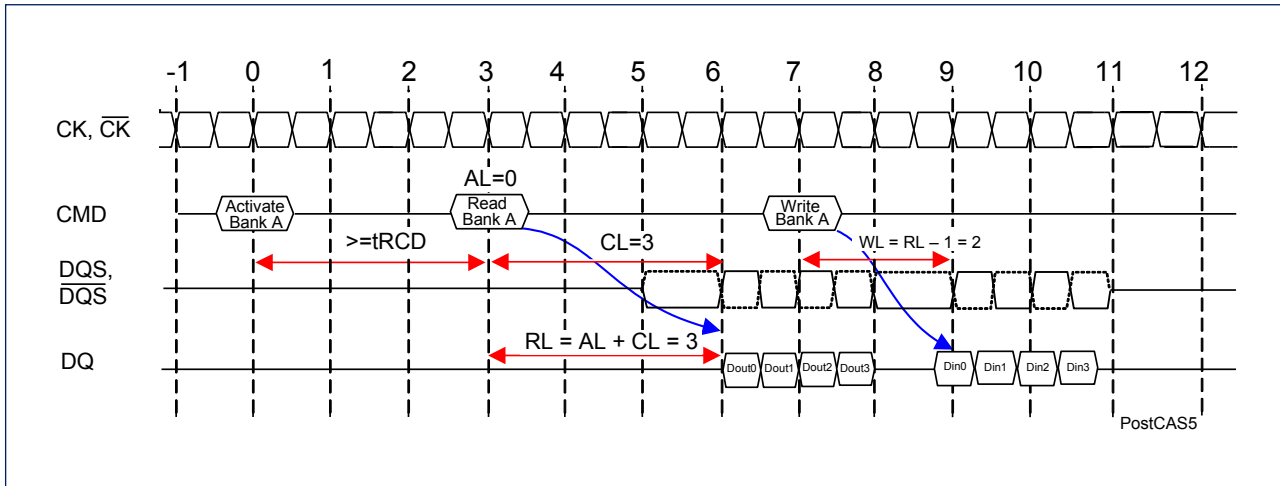 -1 0 1 2 3 4 5 6 7 8 9 10 11 12
CK, C̅K̅
AL=0
CMD
Activate
Bank A
Read
Bank A
Write
Bank A
>=tRCD
CL=3
WL = RL – 1 = 2
DQS,
D̅Q̅S̅
RL = AL + CL = 3
DQ
Dout0 Dout1 Dout2 Dout3
Din0 Din1 Din2 Din3
PostCAS5